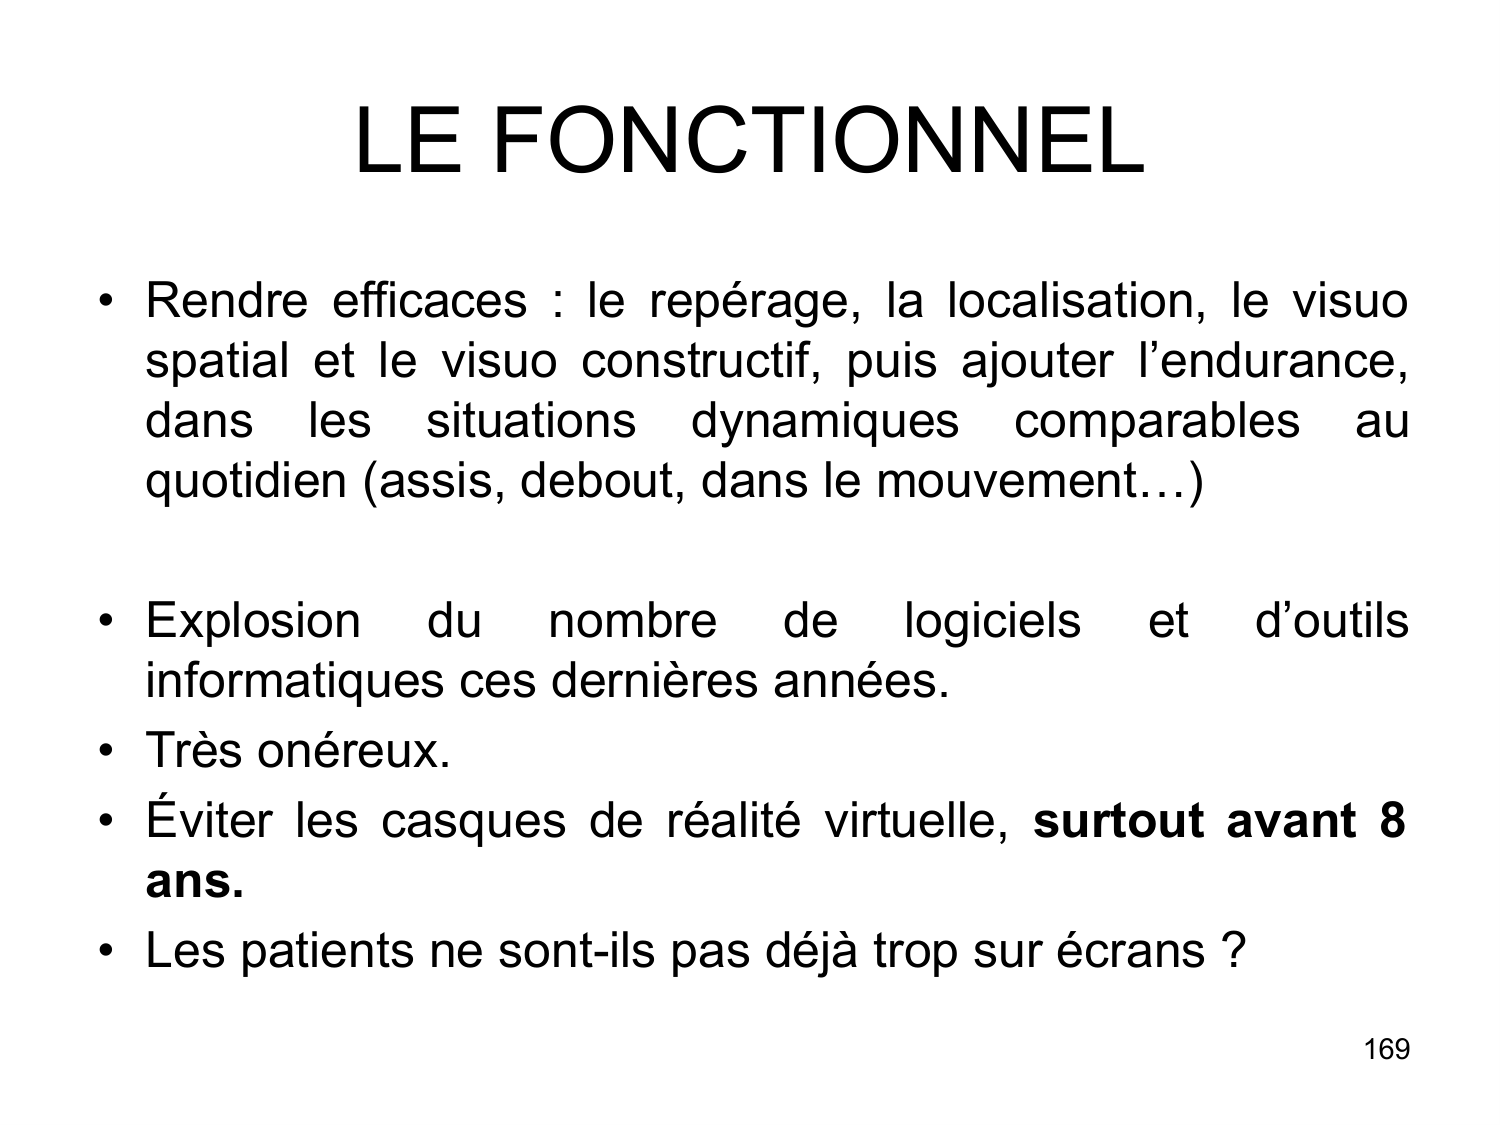 LE FONCTIONNEL
• Rendre efficaces : le repérage, la localisation, le visuo
spatial et le visuo constructif, puis ajouter l’endurance,
dans les situations dynamiques comparables au
quotidien (assis, debout, dans le mouvement…)
• Explosion du nombre de logiciels et d’outils
informatiques ces dernières années.
• Très onéreux.
• Éviter les casques de réalité virtuelle, surtout avant 8
ans.
• Les patients ne sont-ils pas déjà trop sur écrans ?
169